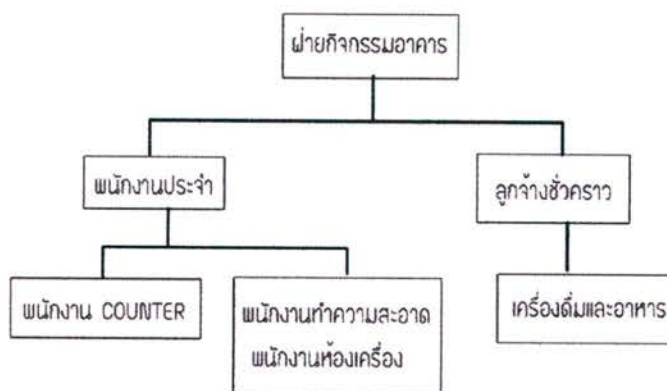 ฝ่ายกิจกรรมอาคาร
พนักงานประจำ
ลูกจ้างชั่วคราว
พนักงาน COUNTER
พนักงานทำความสะอาด
พนักงานห้องเครื่อง
เครื่องดื่มและอาหาร